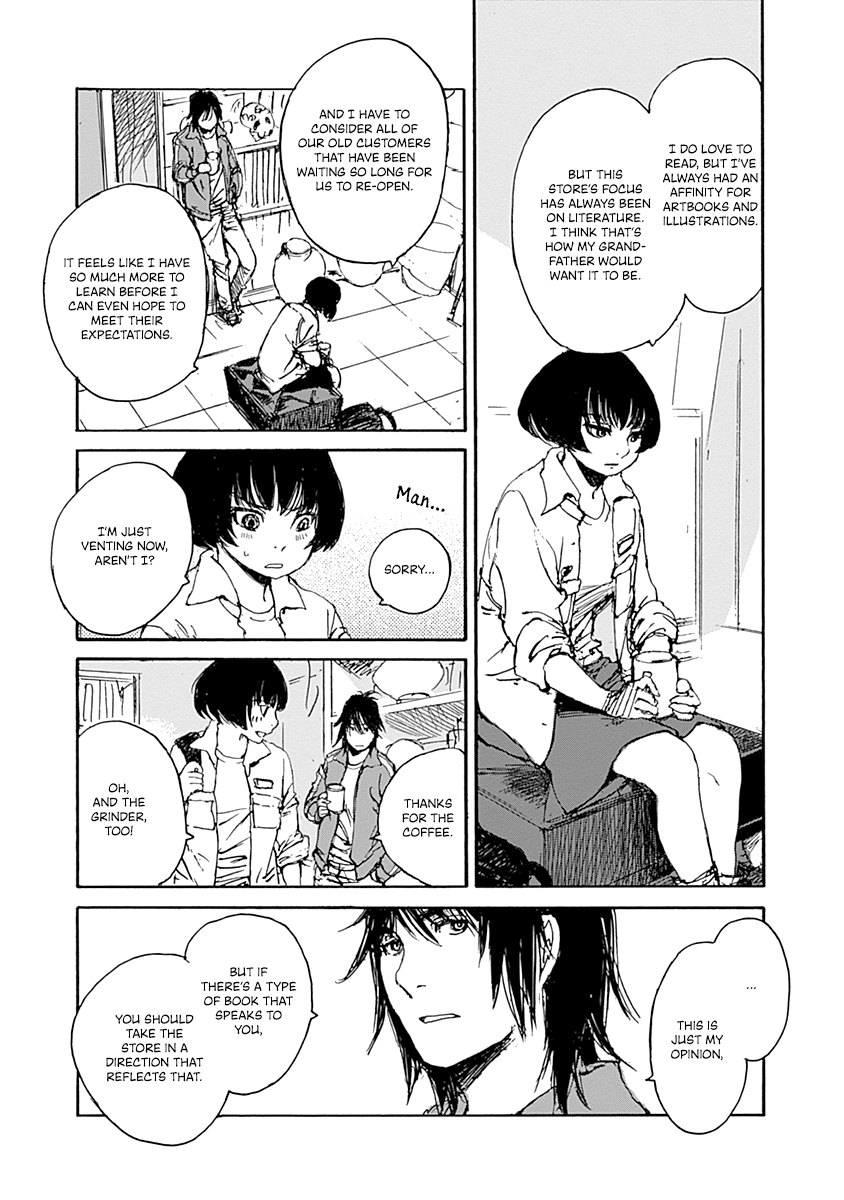 I DO LOVE TO
READ, BUT I'VE
ALWAYS HAD AN
AFFINITY FOR
ARTBOOKS AND
ILLUSTRATIONS.
BUT THIS
STORE'S FOCUS
HAS ALWAYS BEEN
ON LITERATURE.
I THINK THAT'S
HOW MY GRAND-
FATHER WOULD
WANT IT TO BE.
AND I HAVE TO
CONSIDER ALL OF
OUR OLD CUSTOMERS
THAT HAVE BEEN
WAITING SO LONG FOR
US TO RE-OPEN.
IT FEELS LIKE I HAVE
SO MUCH MORE TO
LEARN BEFORE I
CAN EVEN HOPE TO
MEET THEIR
EXPECTATIONS.
Man...
SORRY...
I'M JUST
VENTING NOW,
AREN'T I?
THANKS
FOR THE
COFFEE.
OH,
AND THE
GRINDER,
TOO!
...
THIS IS
JUST MY
OPINION,
BUT IF
THERE'S A TYPE
OF BOOK THAT
SPEAKS TO
YOU,
YOU SHOULD
TAKE THE
STORE IN A
DIRECTION THAT
REFLECTS THAT.